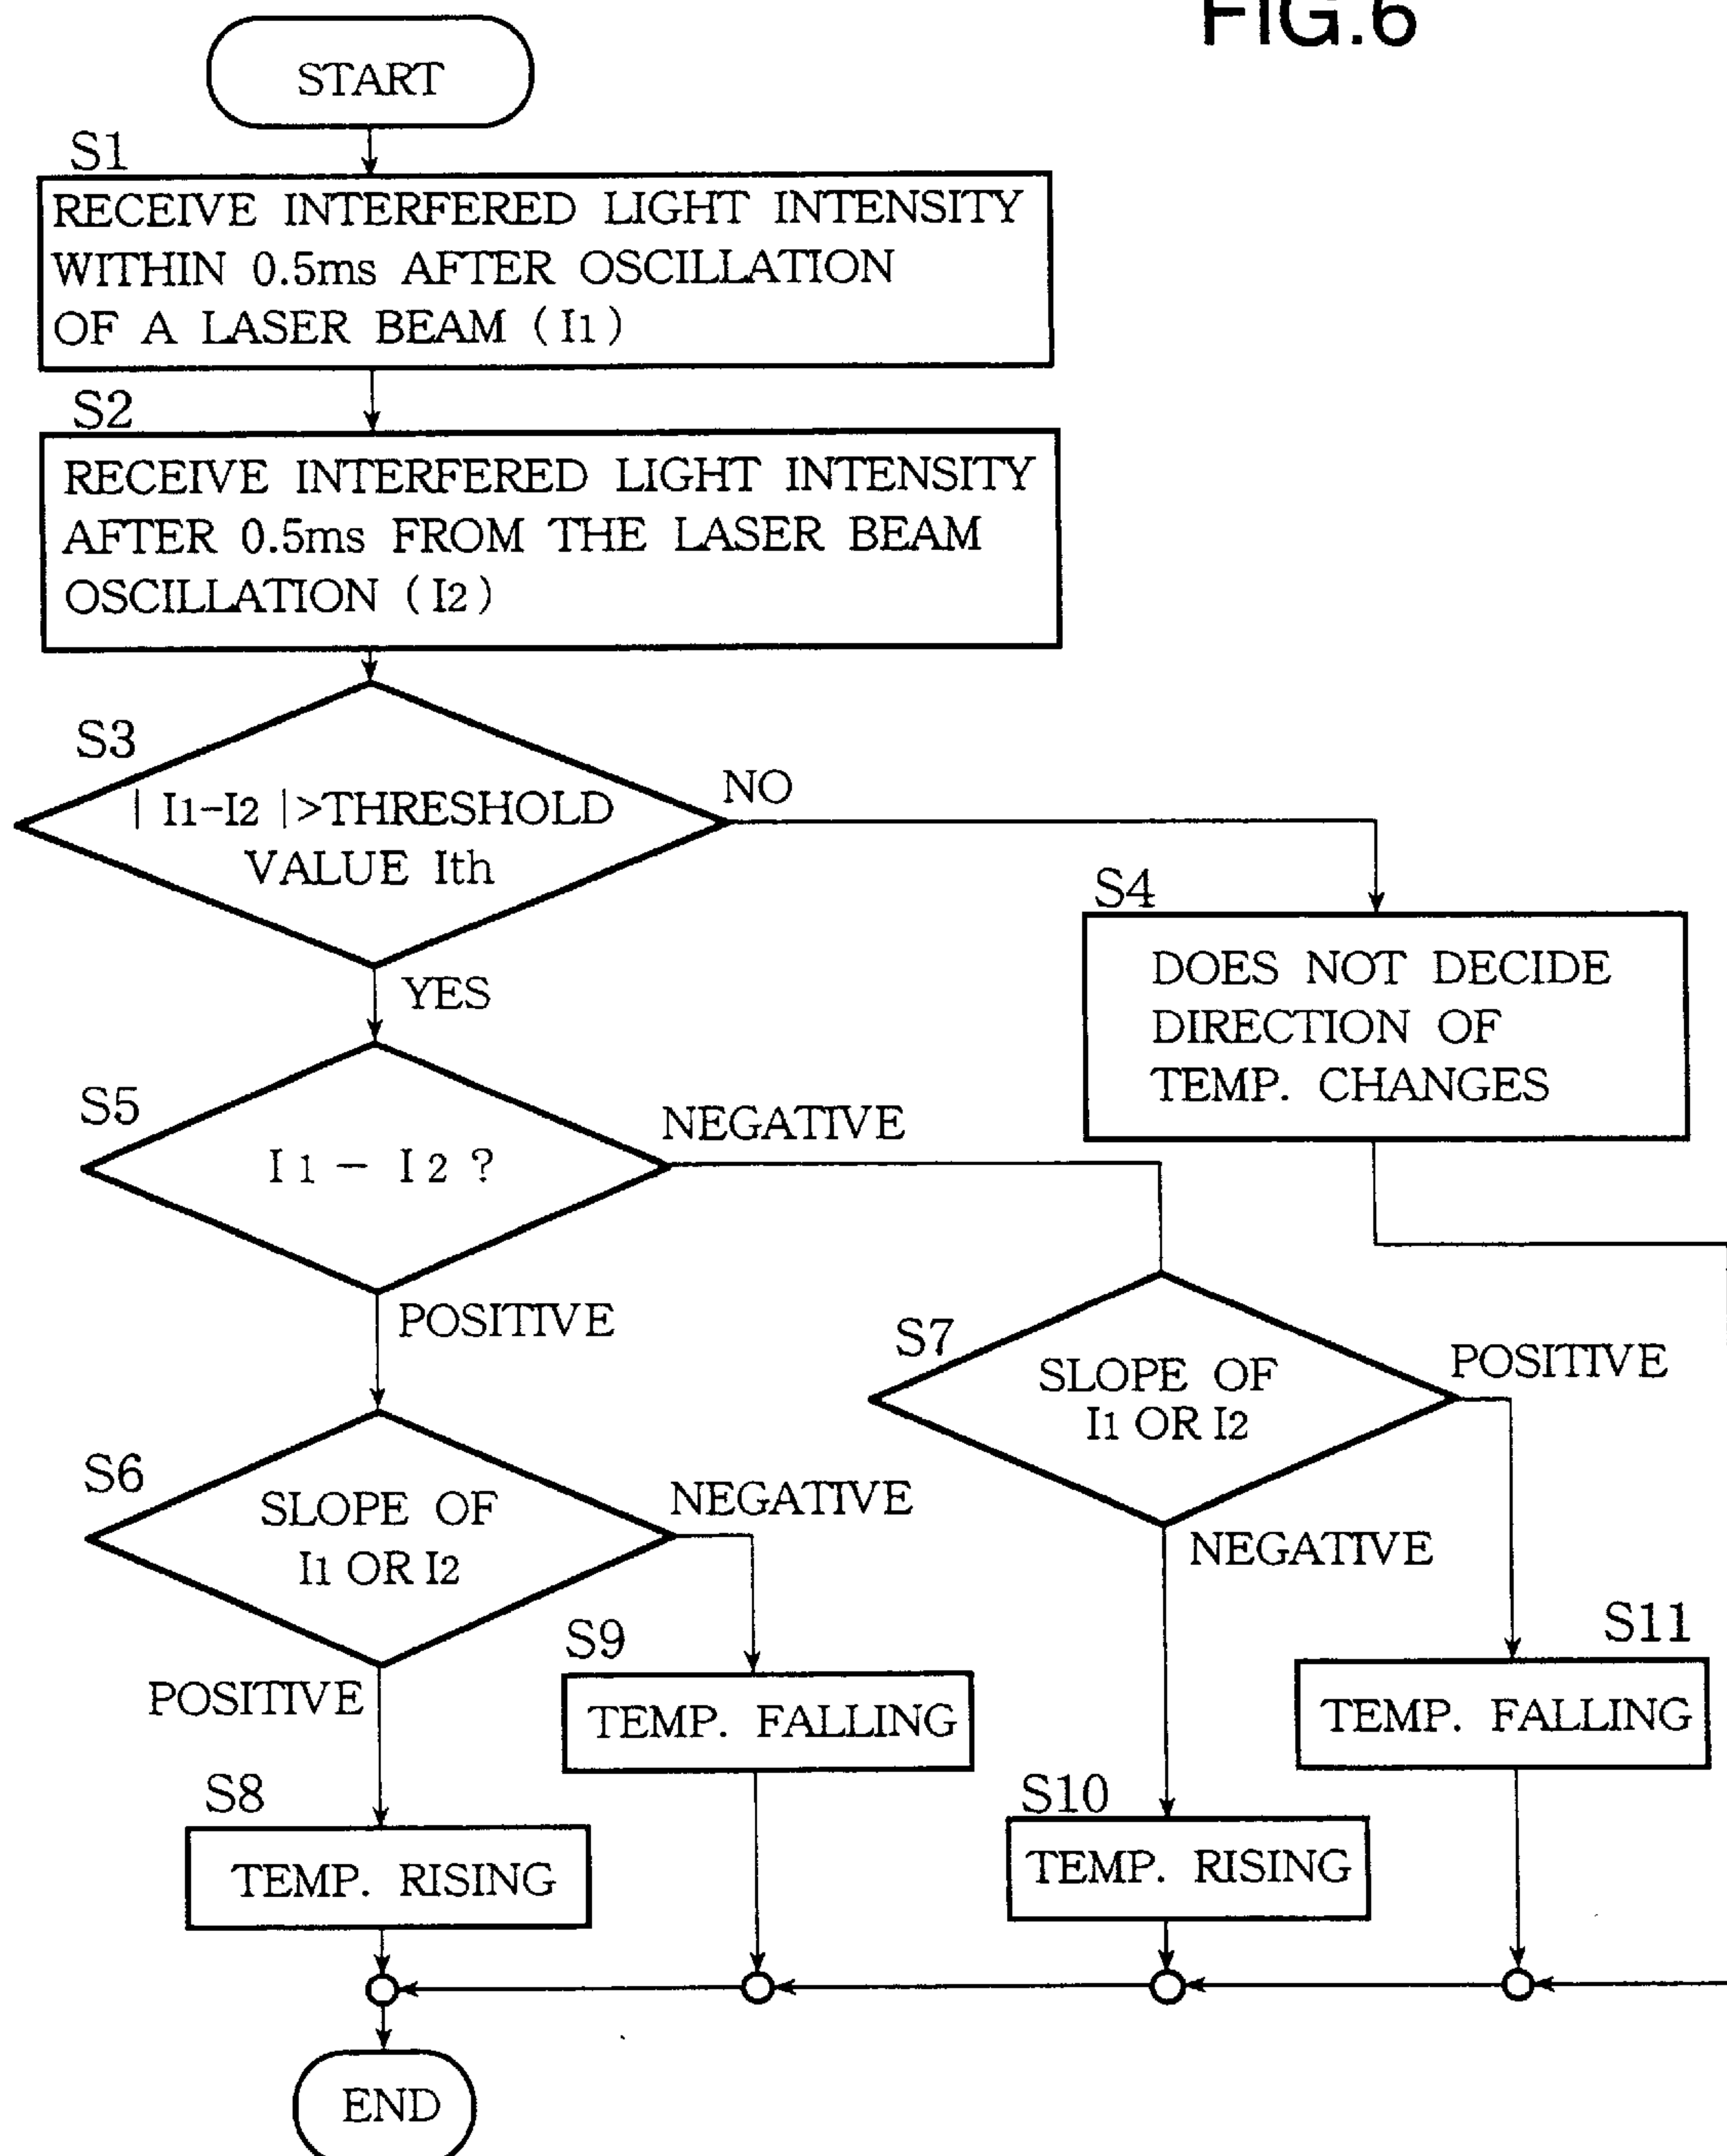 FIG.6
START
S1
RECEIVE INTERFERED LIGHT INTENSITY
WITHIN 0.5ms AFTER OSCILLATION
OF A LASER BEAM (I1)
S2
RECEIVE INTERFERED LIGHT INTENSITY
AFTER 0.5ms FROM THE LASER BEAM
OSCILLATION (I2)
S3
| I1-I2 |>THRESHOLD
VALUE Ith
NO
YES
S4
DOES NOT DECIDE
DIRECTION OF
TEMP. CHANGES
S5
I1 - I2 ?
NEGATIVE
POSITIVE
S7
SLOPE OF
I1 OR I2
POSITIVE
NEGATIVE
S6
SLOPE OF
I1 OR I2
NEGATIVE
POSITIVE
S9
TEMP. FALLING
S11
TEMP. FALLING
S8
TEMP. RISING
S10
TEMP. RISING
END